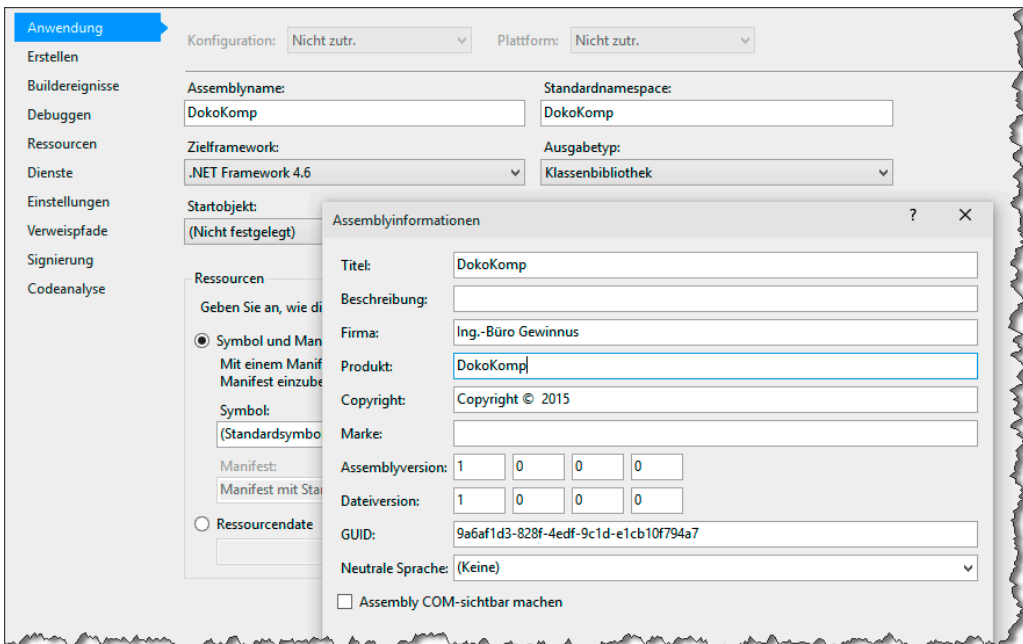 Anwendung
Erstellen
Buildereignisse
Debuggen
Ressourcen
Dienste
Einstellungen
Verweispfade
Signierung
Codeanalyse
Konfiguration: Nicht zutr. Plattform: Nicht zutr.
Assemblyname: Standardnamespace:
DokoKomp DokoKomp
Zielframework: Ausgabetyp:
.NET Framework 4.6 Klassenbibliothek
Startobjekt:
(Nicht festgelegt)
Ressourcen
Geben Sie an, wie di
Symbol und Man
Mit einem Manif
Manifest einzube
Symbol:
(Standardsymbo
Manifest:
Manifest mit Sta
Ressourcendate
Assemblyinformationen ?
Titel: DokoKomp
Beschreibung:
Firma: Ing.-Büro Gewinnus
Produkt: DokoKomp
Copyright: Copyright © 2015
Marke:
Assemblyversion: 1 0 0 0
Dateiversion: 1 0 0 0
GUID: 9a6af1d3-828f-4edf-9c1d-e1cb10f794a7
Neutrale Sprache: (Keine)
Assembly COM-sichtbar machen